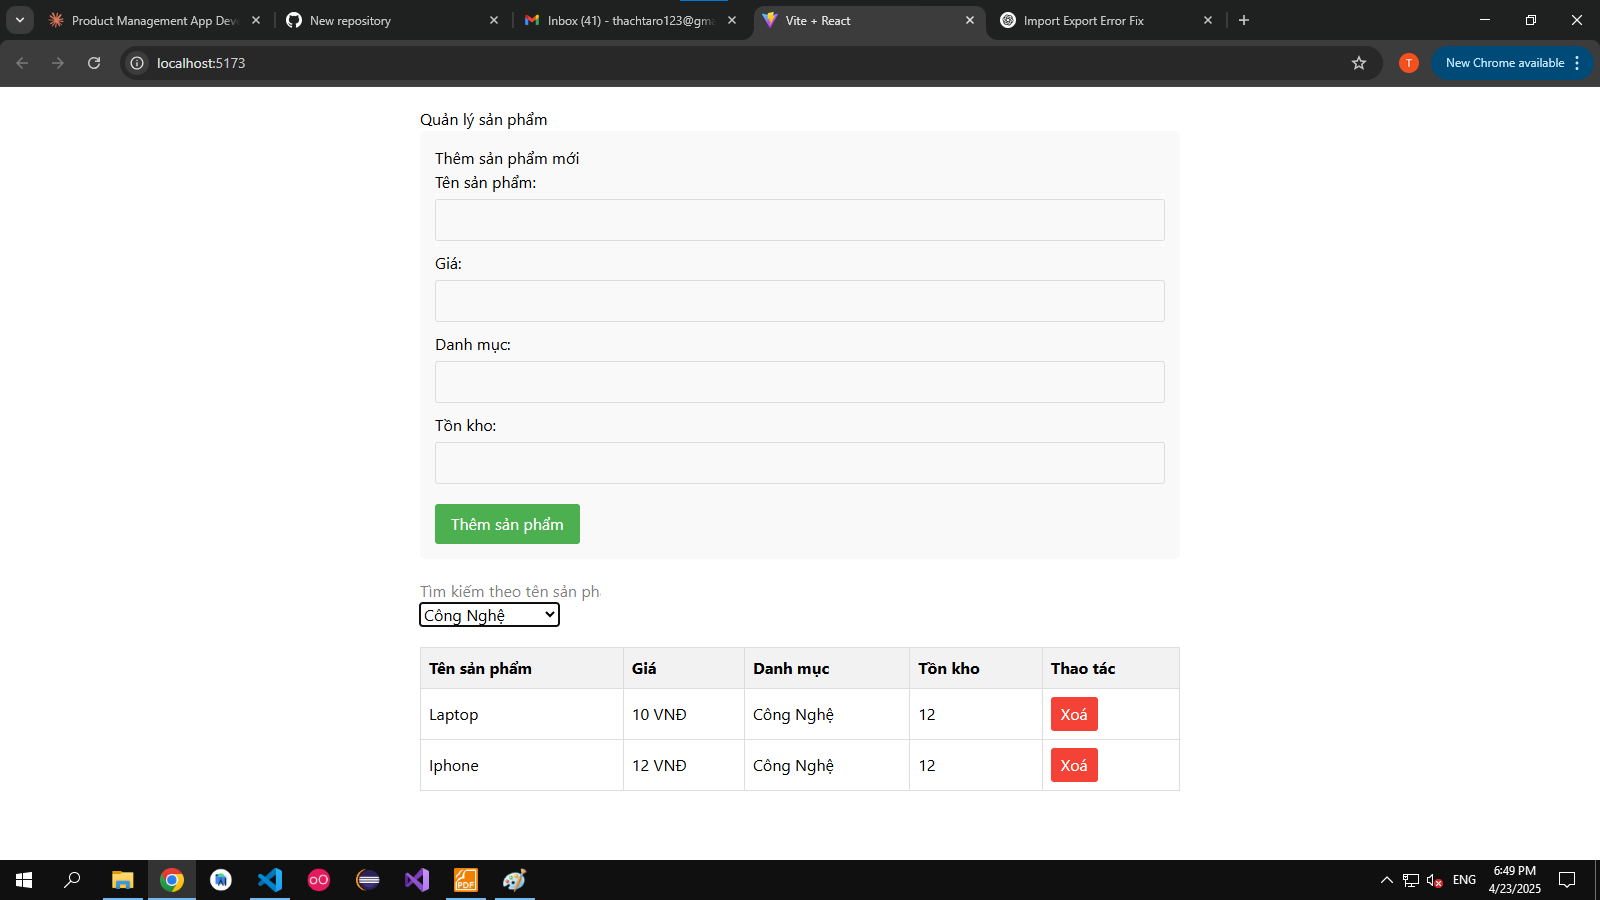 Product Management App Deve
New repository
Inbox (41) - thachtaro123@gma
Vite + React
Import Export Error Fix
localhost:5173
T
New Chrome available
Quản lý sản phẩm
Thêm sản phẩm mới
Tên sản phẩm:
Giá:
Danh mục:
Tồn kho:
Thêm sản phẩm
Tìm kiếm theo tên sản ph
Công Nghệ
Tên sản phẩm Giá Danh mục Tồn kho Thao tác
Laptop 10 VNĐ Công Nghệ 12 Xoá
Iphone 12 VNĐ Công Nghệ 12 Xoá
PDF
ENG
6:49 PM
4/23/2025